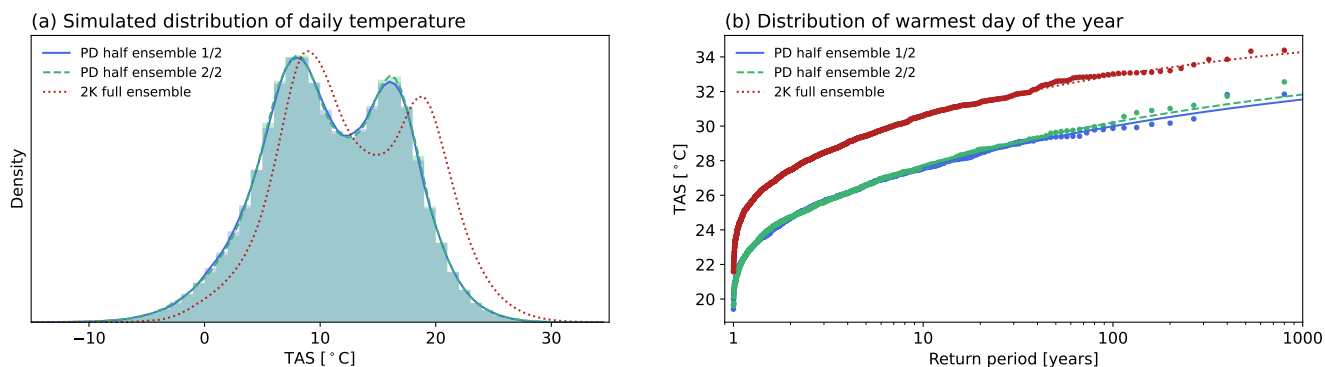 (a) Simulated distribution of daily temperature
PD half ensemble 1/2
PD half ensemble 2/2
2K full ensemble
Density
−10 0 10 20 30
TAS [°C]
(b) Distribution of warmest day of the year
PD half ensemble 1/2
PD half ensemble 2/2
2K full ensemble
TAS [°C]
34
32
30
28
26
24
22
20
1 10 100 1000
Return period [years]